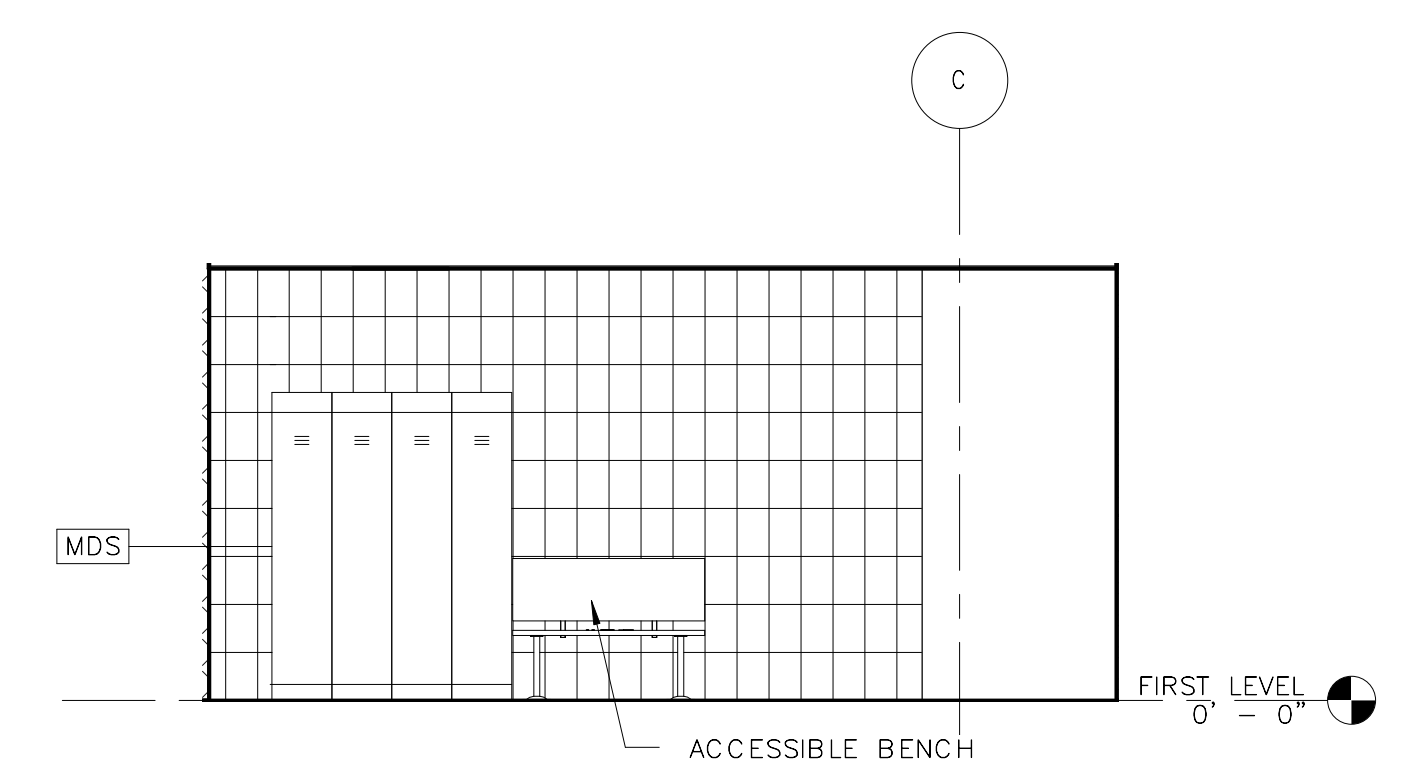 C
MDS
FIRST LEVEL
0' - 0"
ACCESSIBLE BENCH